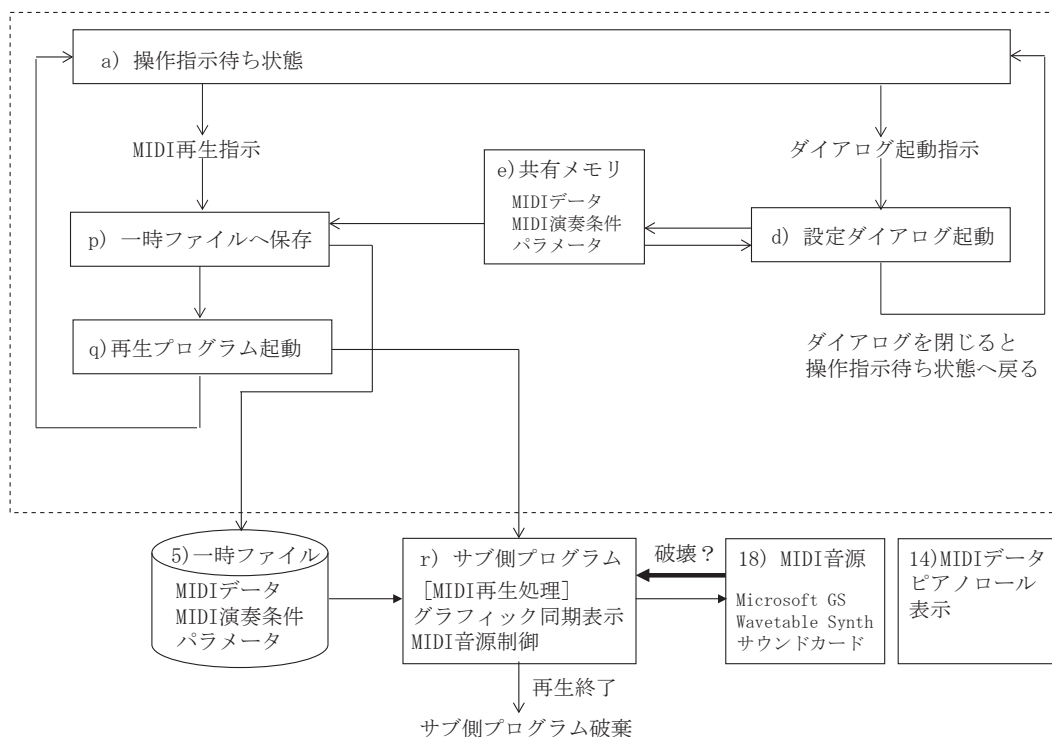 a) 操作指示待ち状態
MIDI再生指示
ダイアログ起動指示
e)共有メモリ
MIDIデータ
MIDI演奏条件
パラメータ
p) 一時ファイルへ保存
d) 設定ダイアログ起動
q)再生プログラム起動
ダイアログを閉じると
操作指示待ち状態へ戻る
5)一時ファイル
MIDIデータ
MIDI演奏条件
パラメータ
r) サブ側プログラム
[MIDI再生処理]
グラフィック同期表示
MIDI音源制御
破壊？
18) MIDI音源
Microsoft GS
Wavetable Synth
サウンドカード
14)MIDIデータ
ピアノロール
表示
再生終了
サブ側プログラム破棄